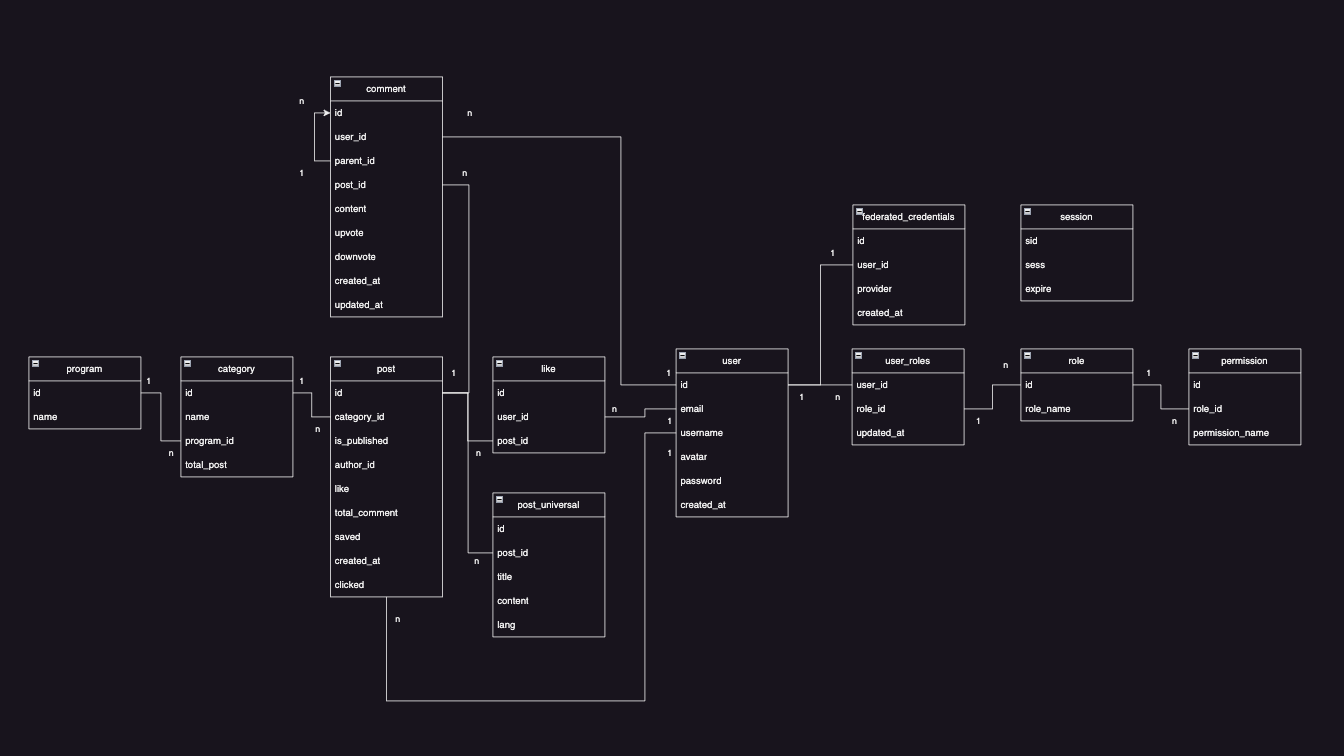 comment
id
user_id
parent_id
post_id
content
upvote
downvote
created_at
updated_at
n
1
n
n
federated_credentials
id
user_id
provider
created_at
1
session
sid
sess
expire
program
id
name
1
n
category
id
name
program_id
total_post
1
n
post
id
category_id
is_published
author_id
like
total_comment
saved
created_at
clicked
1
n
n
n
like
id
user_id
post_id
n
post_universal
id
post_id
title
content
lang
user
id
email
username
avatar
password
created_at
1
1
1
1
n
user_roles
user_id
role_id
updated_at
1
n
role
id
role_name
1
n
permission
id
role_id
permission_name